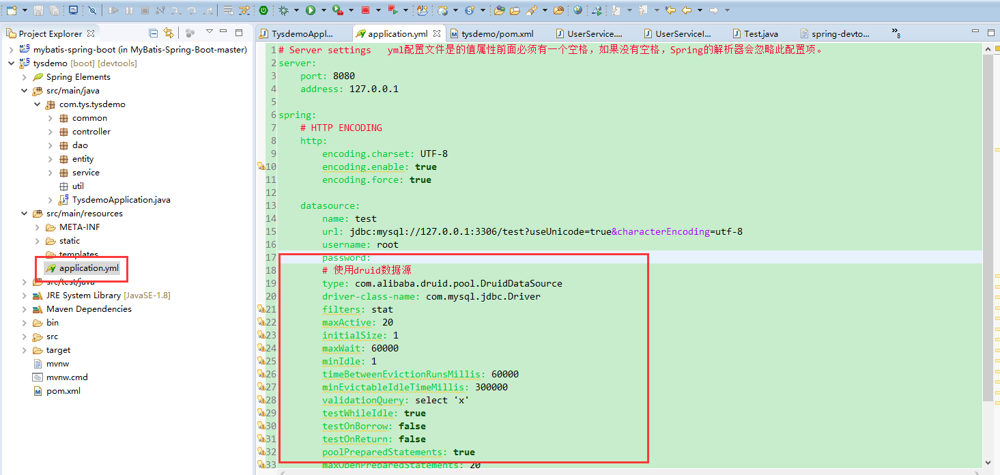 Project Explorer
mybatis-spring-boot (in MyBatis-Spring-Boot-master)
tysdemo [boot] [devtools]
Spring Elements
src/main/java
com.tys.tysdemo
common
controller
dao
entity
service
util
TysdemoApplication.java
src/main/resources
META-INF
static
templates
application.yml
src/test/java
JRE System Library [JavaSE-1.8]
Maven Dependencies
bin
src
target
mvnw
mvnw.cmd
pom.xml
TysdemoAppl... application.yml tysdemo/pom.xml UserService.... UserServiceI... Test.java spring-devto... »8
1 # Server settings   yml配置文件是的值属性前面必须有一个空格，如果没有空格，Spring的解析器会忽略此配置项。
2 server:
3     port: 8080
4     address: 127.0.0.1
5
6 spring:
7     # HTTP ENCODING
8     http:
9         encoding.charset: UTF-8
10         encoding.enable: true
11         encoding.force: true
12
13     datasource:
14         name: test
15         url: jdbc:mysql://127.0.0.1:3306/test?useUnicode=true&characterEncoding=utf-8
16         username: root
17         password:
18         # 使用druid数据源
19         type: com.alibaba.druid.pool.DruidDataSource
20         driver-class-name: com.mysql.jdbc.Driver
21         filters: stat
22         maxActive: 20
23         initialSize: 1
24         maxWait: 60000
25         minIdle: 1
26         timeBetweenEvictionRunsMillis: 60000
27         minEvictableIdleTimeMillis: 300000
28         validationQuery: select 'x'
29         testWhileIdle: true
30         testOnBorrow: false
31         testOnReturn: false
32         poolPreparedStatements: true
33         maxOpenPreparedStatements: 20